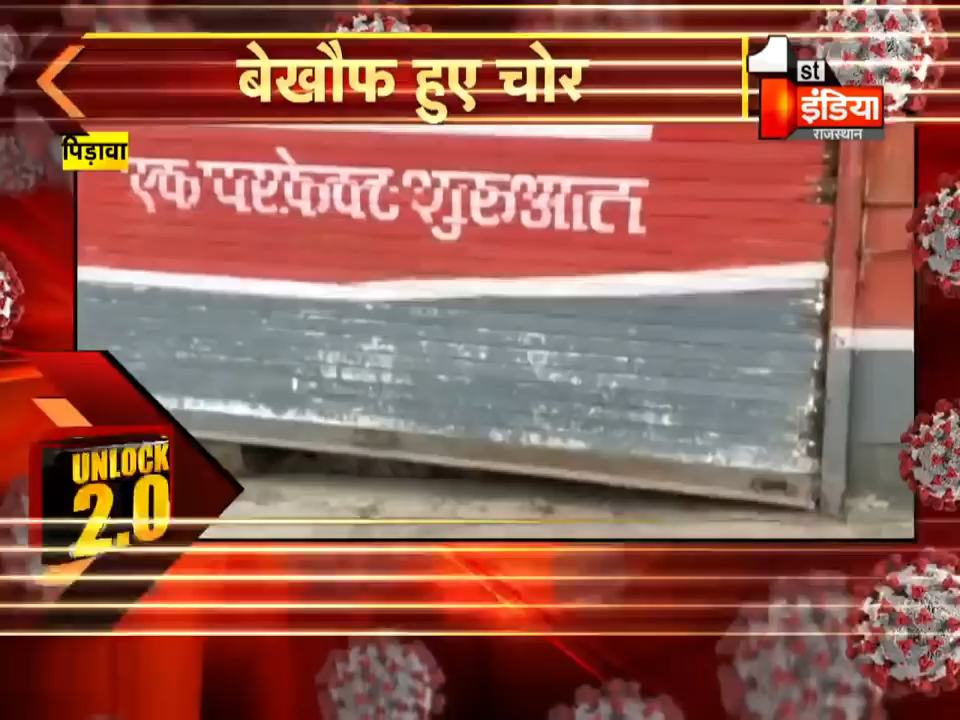 बेखौफ हुए चोर
1st
इंडिया
राजस्थान
पिड़ावा
एक परफ़ेक्ट शुरुआत
UNLOCK
2.0